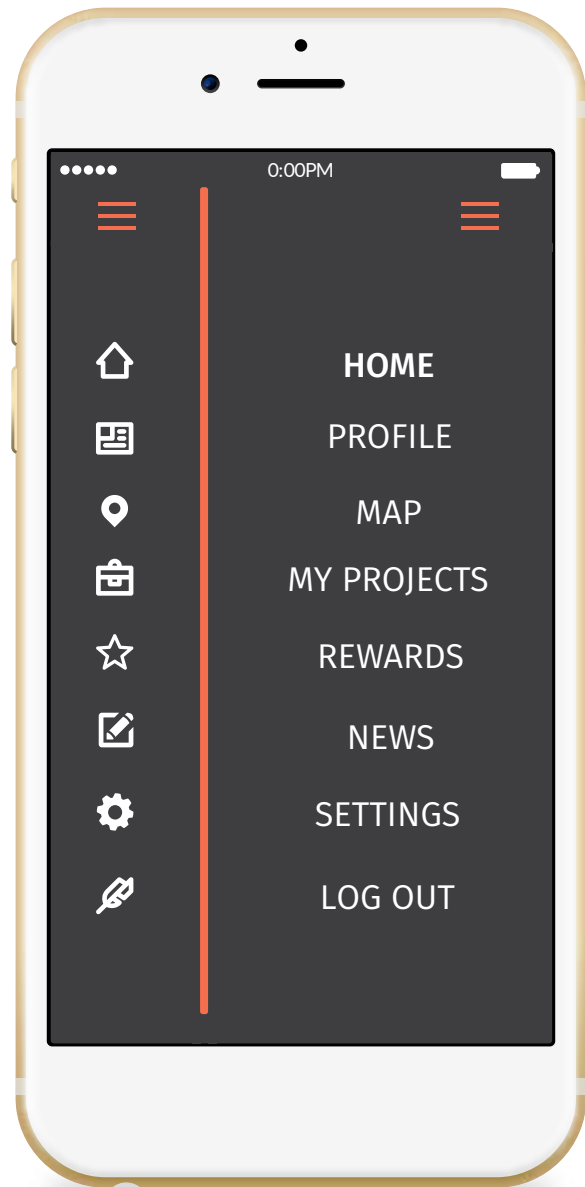 0:00PM
HOME
PROFILE
MAP
MY PROJECTS
REWARDS
NEWS
SETTINGS
LOG OUT